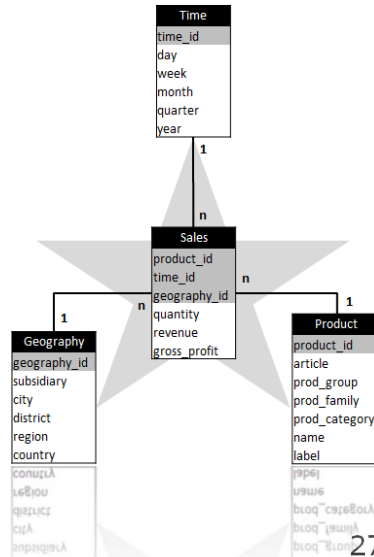 Time
time_id
day
week
month
quarter
year
1
n
Sales
product_id
time_id
geography_id
quantity
revenue
gross_profit
n
n
1
1
Geography
geography_id
subsidiary
city
district
region
country
Product
product_id
article
prod_group
prod_family
prod_category
name
label
27